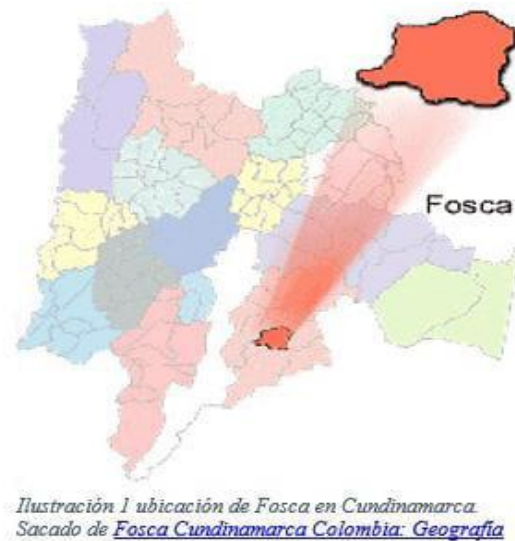 Fosca
Ilustración 1 ubicación de Fosca en Cundinamarca.
Sacado de Fosca Cundinamarca Colombia: Geografía